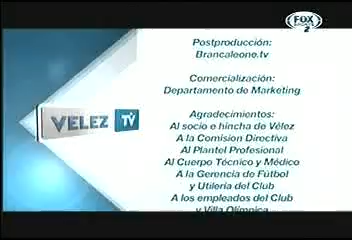 FOX
SPORTS
2
Postproducción:
Brancaleone.tv
Comercialización:
Departamento de Marketing
VELEZ TV
Agradecimientos:
Al socio e hincha de Vélez
A la Comision Directiva
Al Plantel Profesional
Al Cuerpo Técnico y Médico
A la Gerencia de Fútbol
y Utilería del Club
A los empleados del Club
y Villa Olímpica